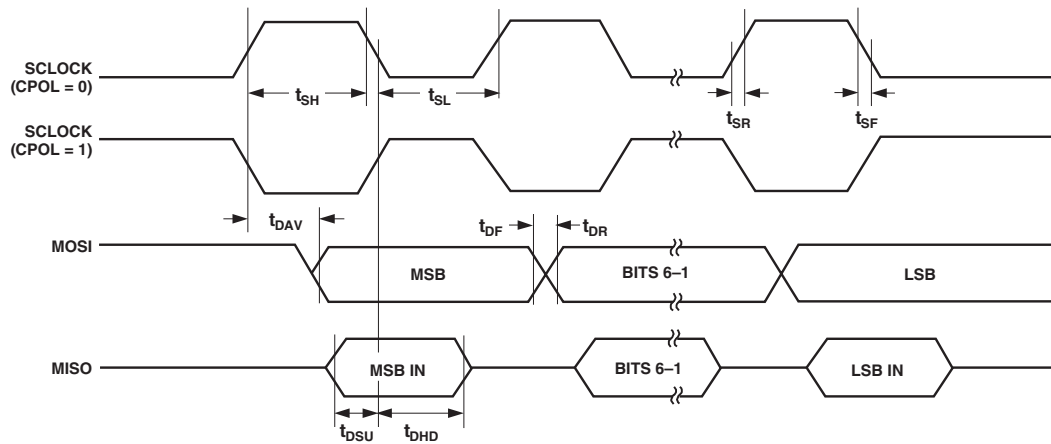 SCLOCK
(CPOL = 0)
tSH
tSL
tSR
tSF
SCLOCK
(CPOL = 1)
tDAV
tDF
tDR
MOSI
MSB
BITS 6–1
LSB
MISO
MSB IN
BITS 6–1
LSB IN
tDSU
tDHD